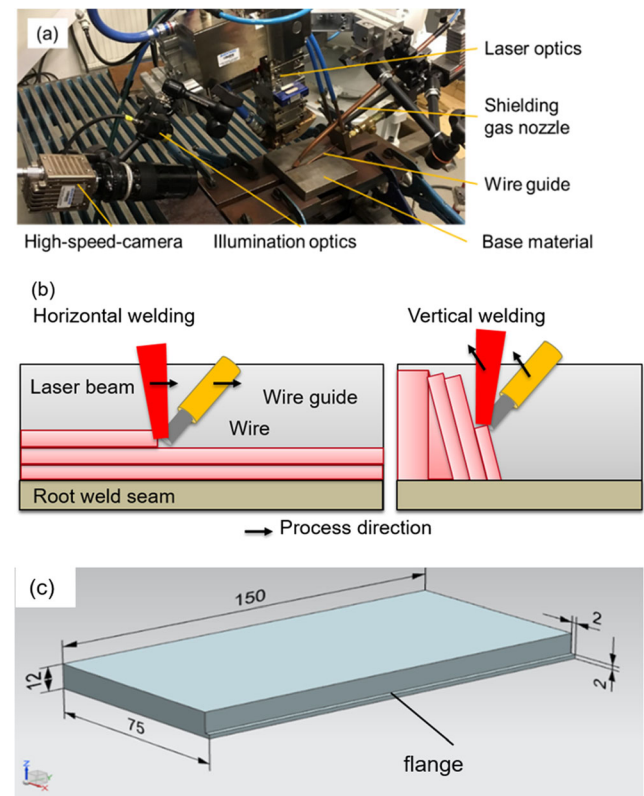 (a)
Laser optics
Shielding
gas nozzle
Wire guide
Base material
High-speed-camera
Illumination optics
(b)
Horizontal welding
Vertical welding
Laser beam
Wire guide
Wire
Root weld seam
Process direction
(c)
150
2
12
2
75
flange
Z
Y
X